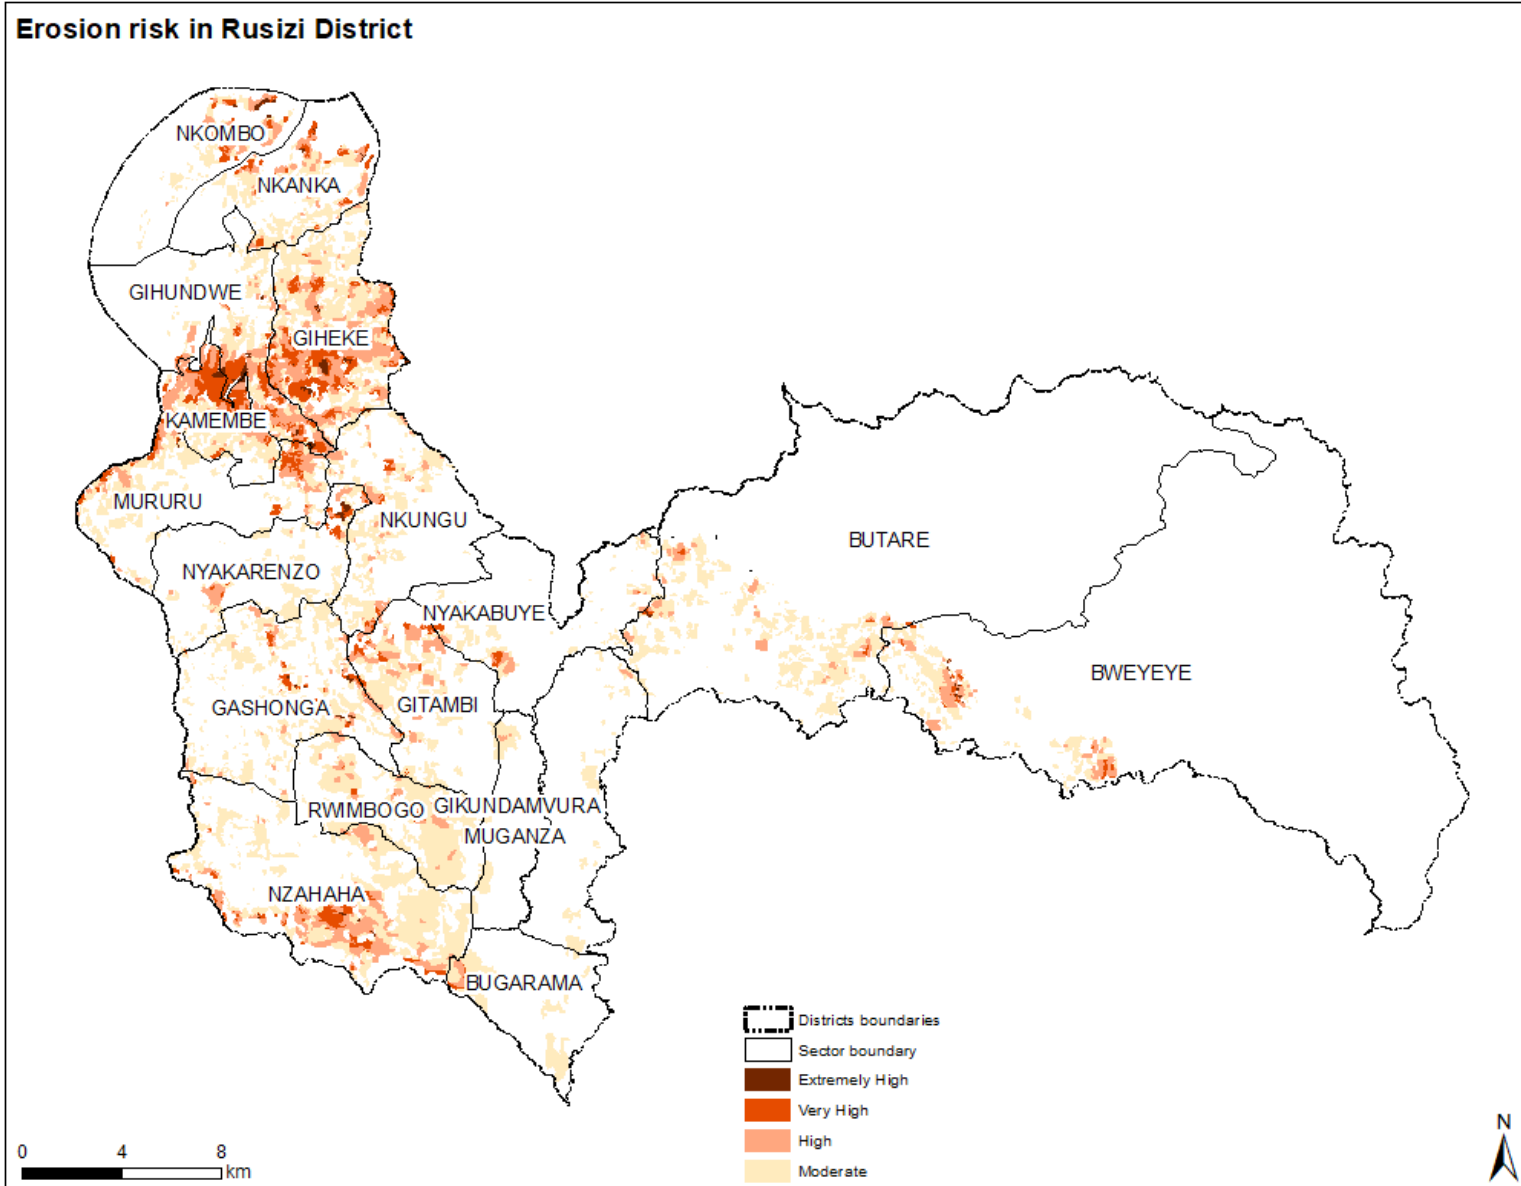 Erosion risk in Rusizi District
NKOMBO
NKANKA
GIHUNDWE
GIHEKE
KAMEMBE
MURURU
NKUNGU
BUTARE
NYAKARENZO
NYAKABUYE
BWEYEYE
GASHONGA
GITAMBI
RWIMBOGO
GIKUNDAMVURA
MUGANZA
NZAHAHA
BUGARAMA
Districts boundaries
Sector boundary
Extremely High
Very High
High
Moderate
0 4 8
km
N